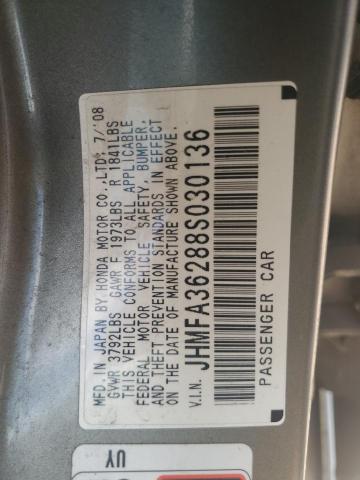 MFD. IN JAPAN BY HONDA MOTOR CO.,LTD. 7/'08
GVWR 3792LBS GAWR F 1973LBS R 1841LBS
THIS VEHICLE CONFORMS TO ALL APPLICABLE
FEDERAL MOTOR VEHICLE SAFETY, BUMPER,
AND THEFT PREVENTION STANDARDS IN EFFECT
ON THE DATE OF MANUFACTURE SHOWN ABOVE.
V.I.N. JHMFA36288S030136
PASSENGER CAR
UY